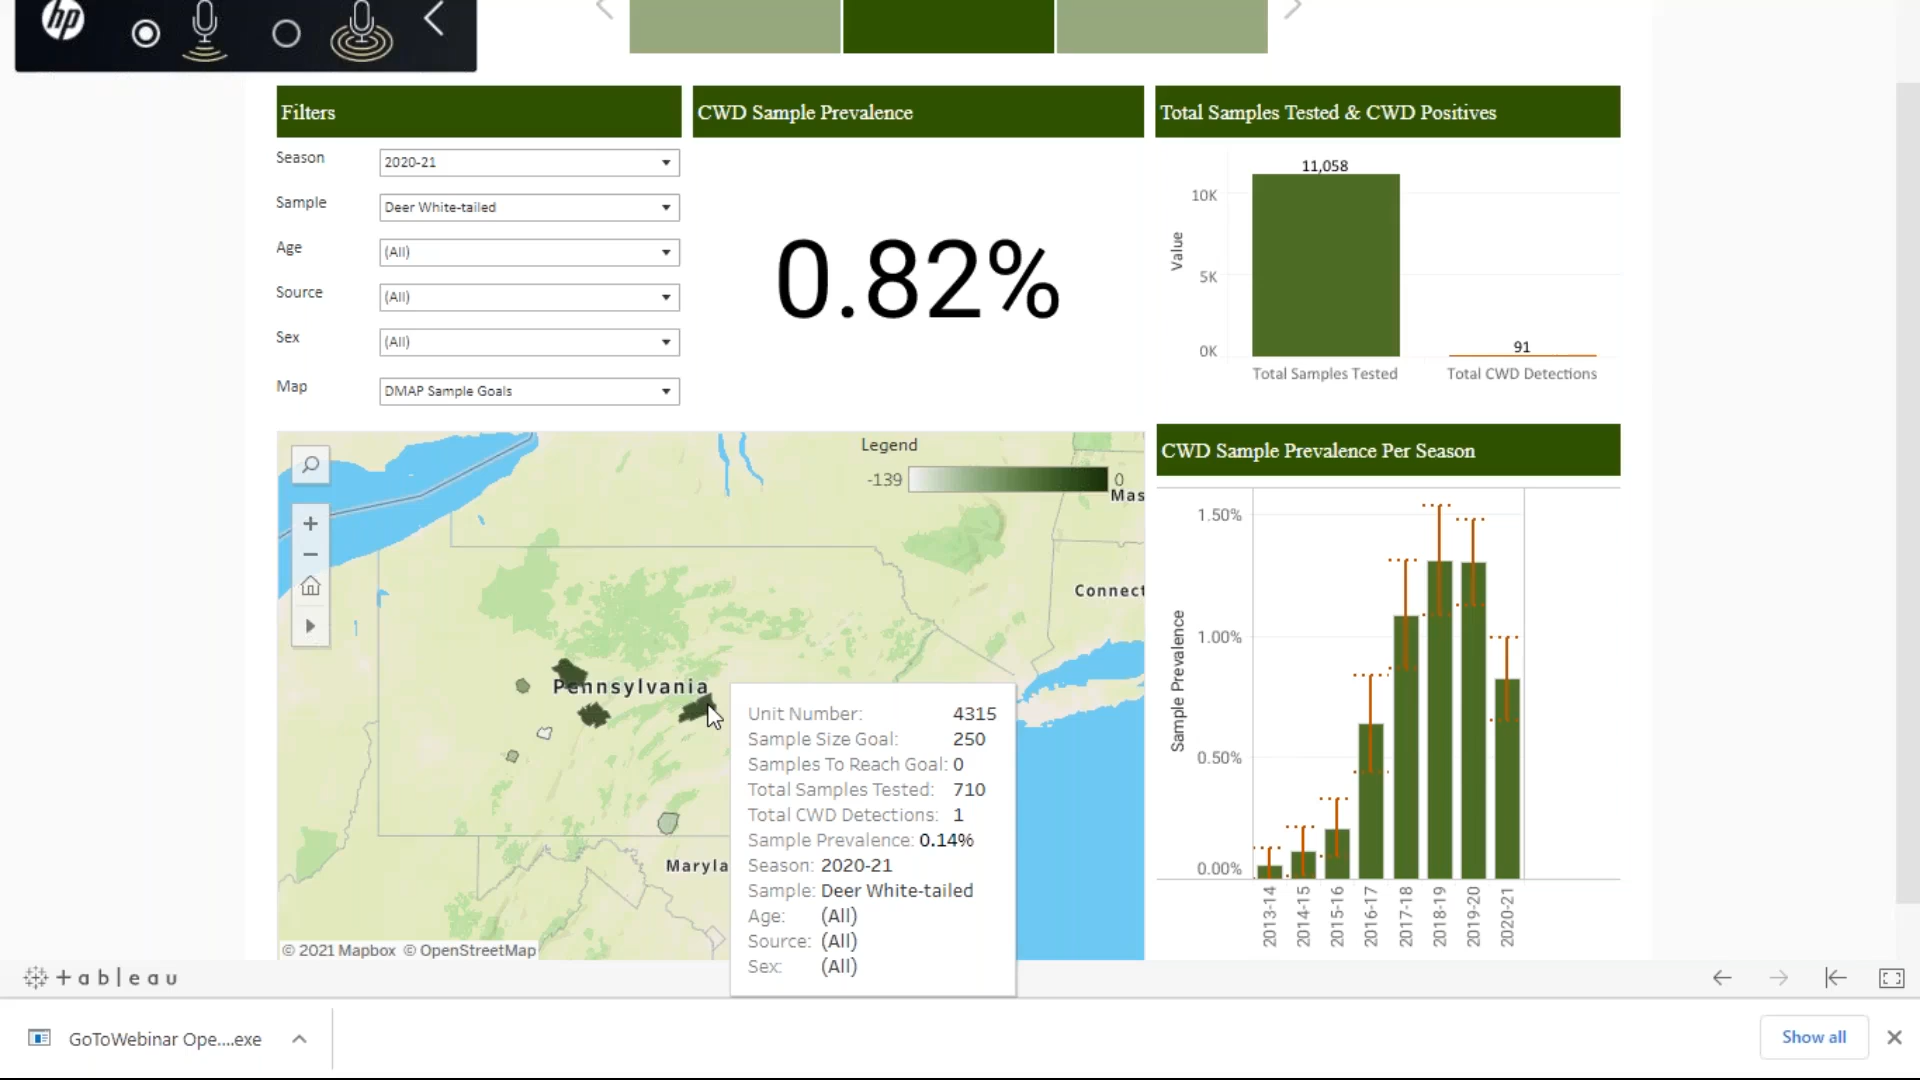 hp
Filters
CWD Sample Prevalence
Total Samples Tested & CWD Positives
Season
2020-21
Sample
Deer White-tailed
Age
(All)
Source
(All)
Sex
(All)
Map
DMAP Sample Goals
0.82%
Value
10K
5K
0K
11,058
91
Total Samples Tested
Total CWD Detections
Legend
-139
0
Mas
Connect
Pennsylvania
Maryla
© 2021 Mapbox © OpenStreetMap
Unit Number: 4315
Sample Size Goal: 250
Samples To Reach Goal: 0
Total Samples Tested: 710
Total CWD Detections: 1
Sample Prevalence: 0.14%
Season: 2020-21
Sample: Deer White-tailed
Age: (All)
Source: (All)
Sex: (All)
CWD Sample Prevalence Per Season
Sample Prevalence
1.50%
1.00%
0.50%
0.00%
2013-14
2014-15
2015-16
2016-17
2017-18
2018-19
2019-20
2020-21
+ableau
GoToWebinar Ope....exe
Show all